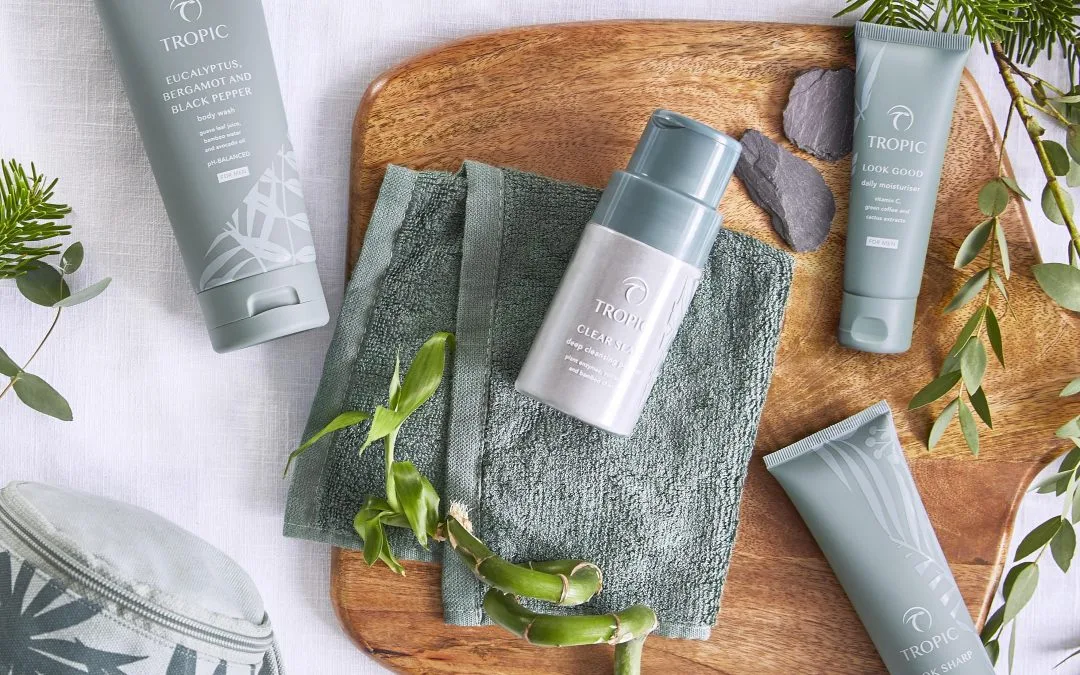 TROPIC
EUCALYPTUS,
BERGAMOT AND
BLACK PEPPER
body wash
guava leaf juice,
bamboo water
and avocado oil
pH-BALANCED
FOR MEN
TROPIC
CLEAR
deep cleansing
plant enzymes,
and bamboo
TROPIC
LOOK GOOD
daily moisturiser
vitamin C,
green coffee and
cactus extracts
FOR MEN
TROPIC
SHARP